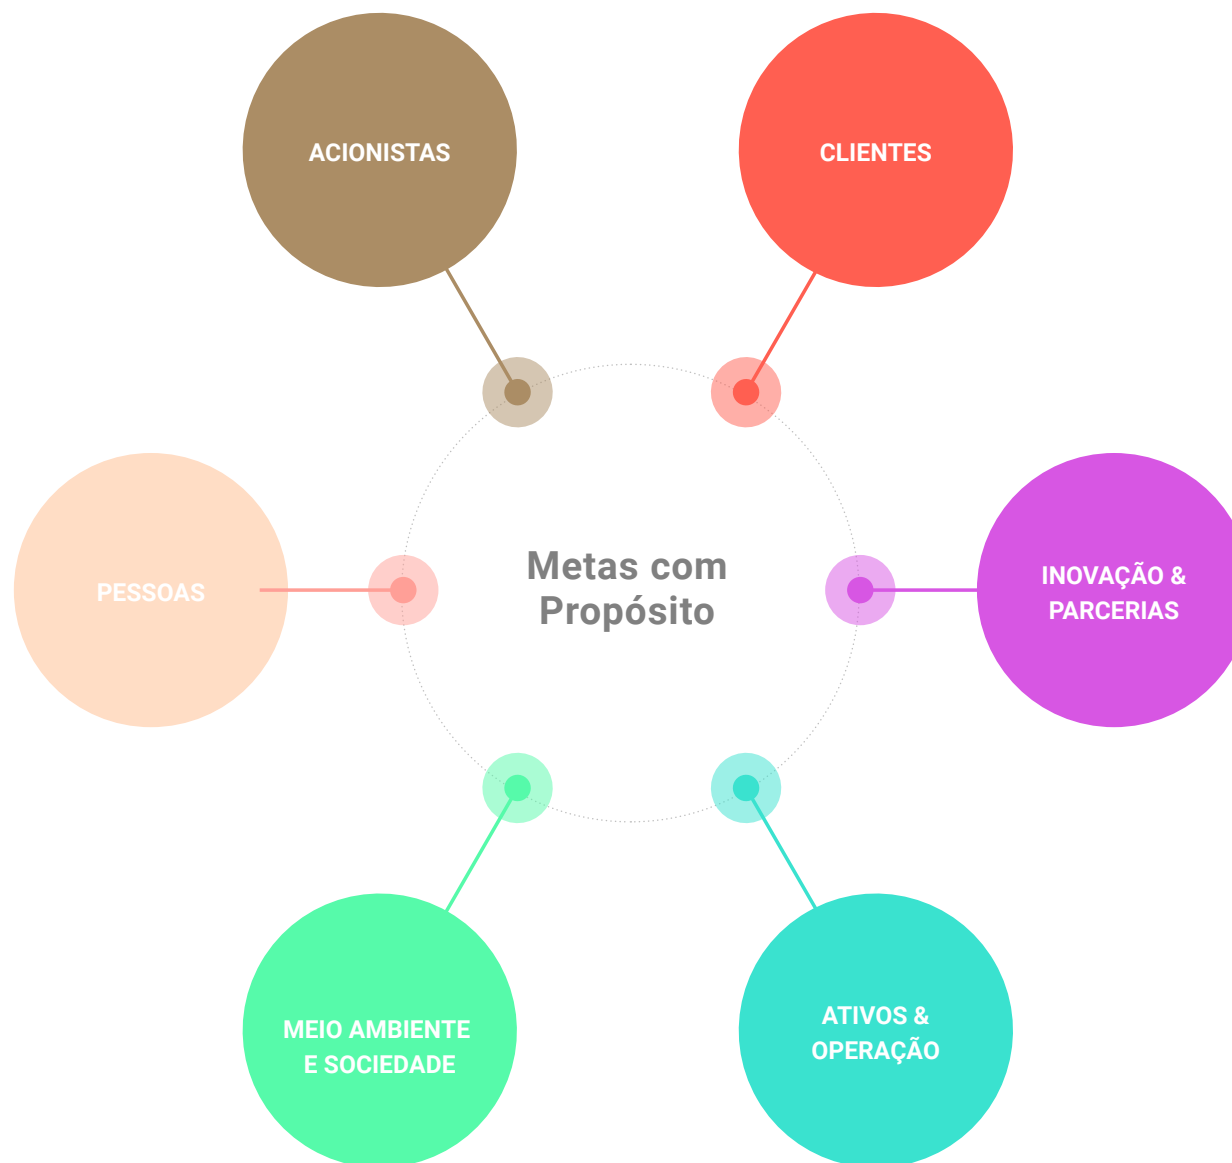 ACIONISTAS
CLIENTES
PESSOAS
Metas com
Propósito
INOVAÇÃO &
PARCERIAS
MEIO AMBIENTE
E SOCIEDADE
ATIVOS &
OPERAÇÃO